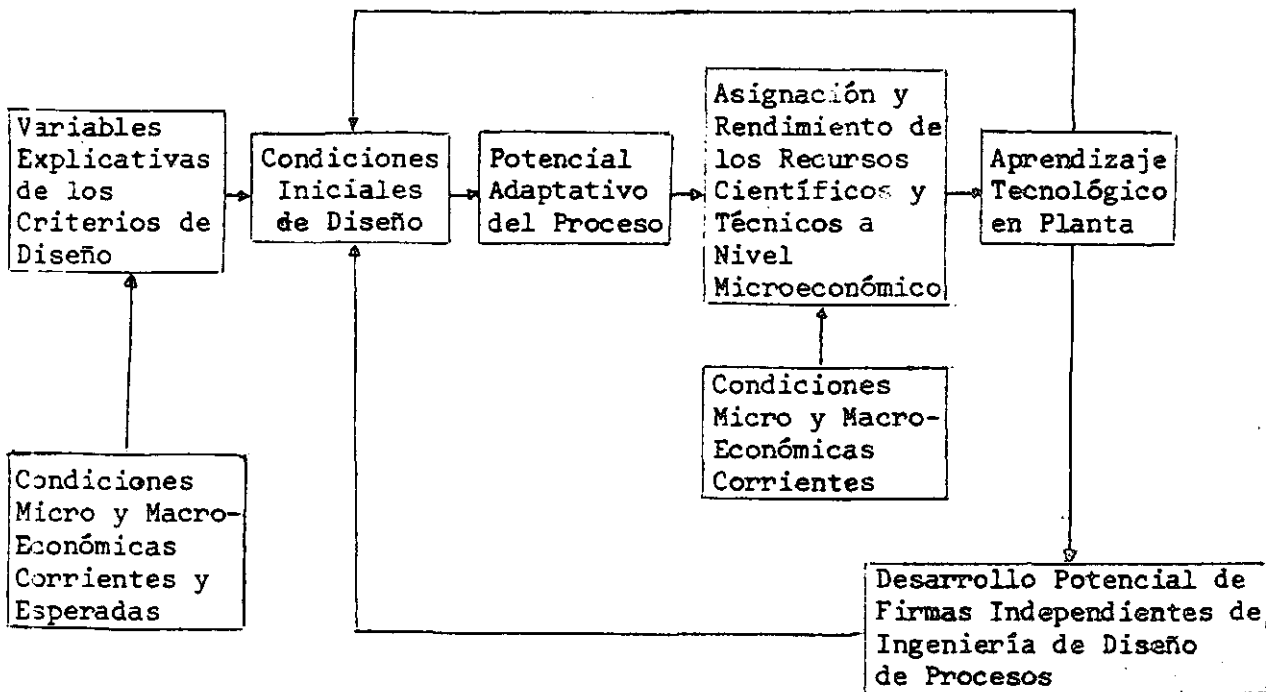 Variables
Explicativas
de los
Criterios de
Diseño
Condiciones
Iniciales
de Diseño
Potencial
Adaptativo
del Proceso
Asignación y
Rendimiento de
los Recursos
Científicos y
Técnicos a
Nivel
Microeconómico
Aprendizaje
Tecnológico
en Planta
Condiciones
Micro y Macro-
Económicas
Corrientes y
Esperadas
Condiciones
Micro y Macro-
Económicas
Corrientes
Desarrollo Potencial de
Firmas Independientes de
Ingeniería de Diseño
de Procesos